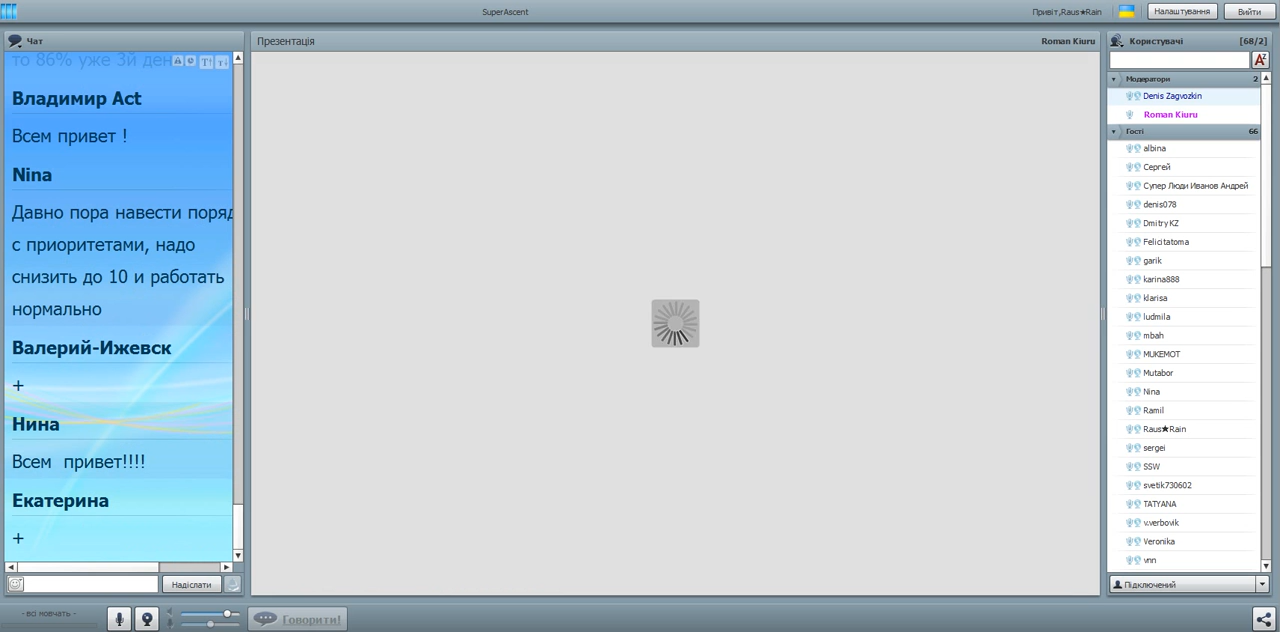 SuperAscent
Привіт,Raus★Rain
Налаштування
Вийти
Чат
то 86% уже 3й ден
Владимир Act
Всем привет !
Nina
Давно пора навести поряд
с приоритетами, надо
снизить до 10 и работать
нормально
Валерий-Ижевск
+
Нина
Всем привет!!!!
Екатерина
+
Надіслати
- всі мовчать -
Говорити!
Презентація
Roman Kiuru
Користувачі
[68/2]
Модератори
2
Denis Zagvozkin
Roman Kiuru
Гості
66
albina
Сергей
Супер Люди Иванов Андрей
denis078
Dmitry KZ
Felicitatoma
garik
karina888
klarisa
ludmila
mbah
MUKEMOT
Mutabor
Nina
Ramil
Raus★Rain
sergei
SSW
svetik730602
TATYANA
v.verbovik
Veronika
vnn
Підключений